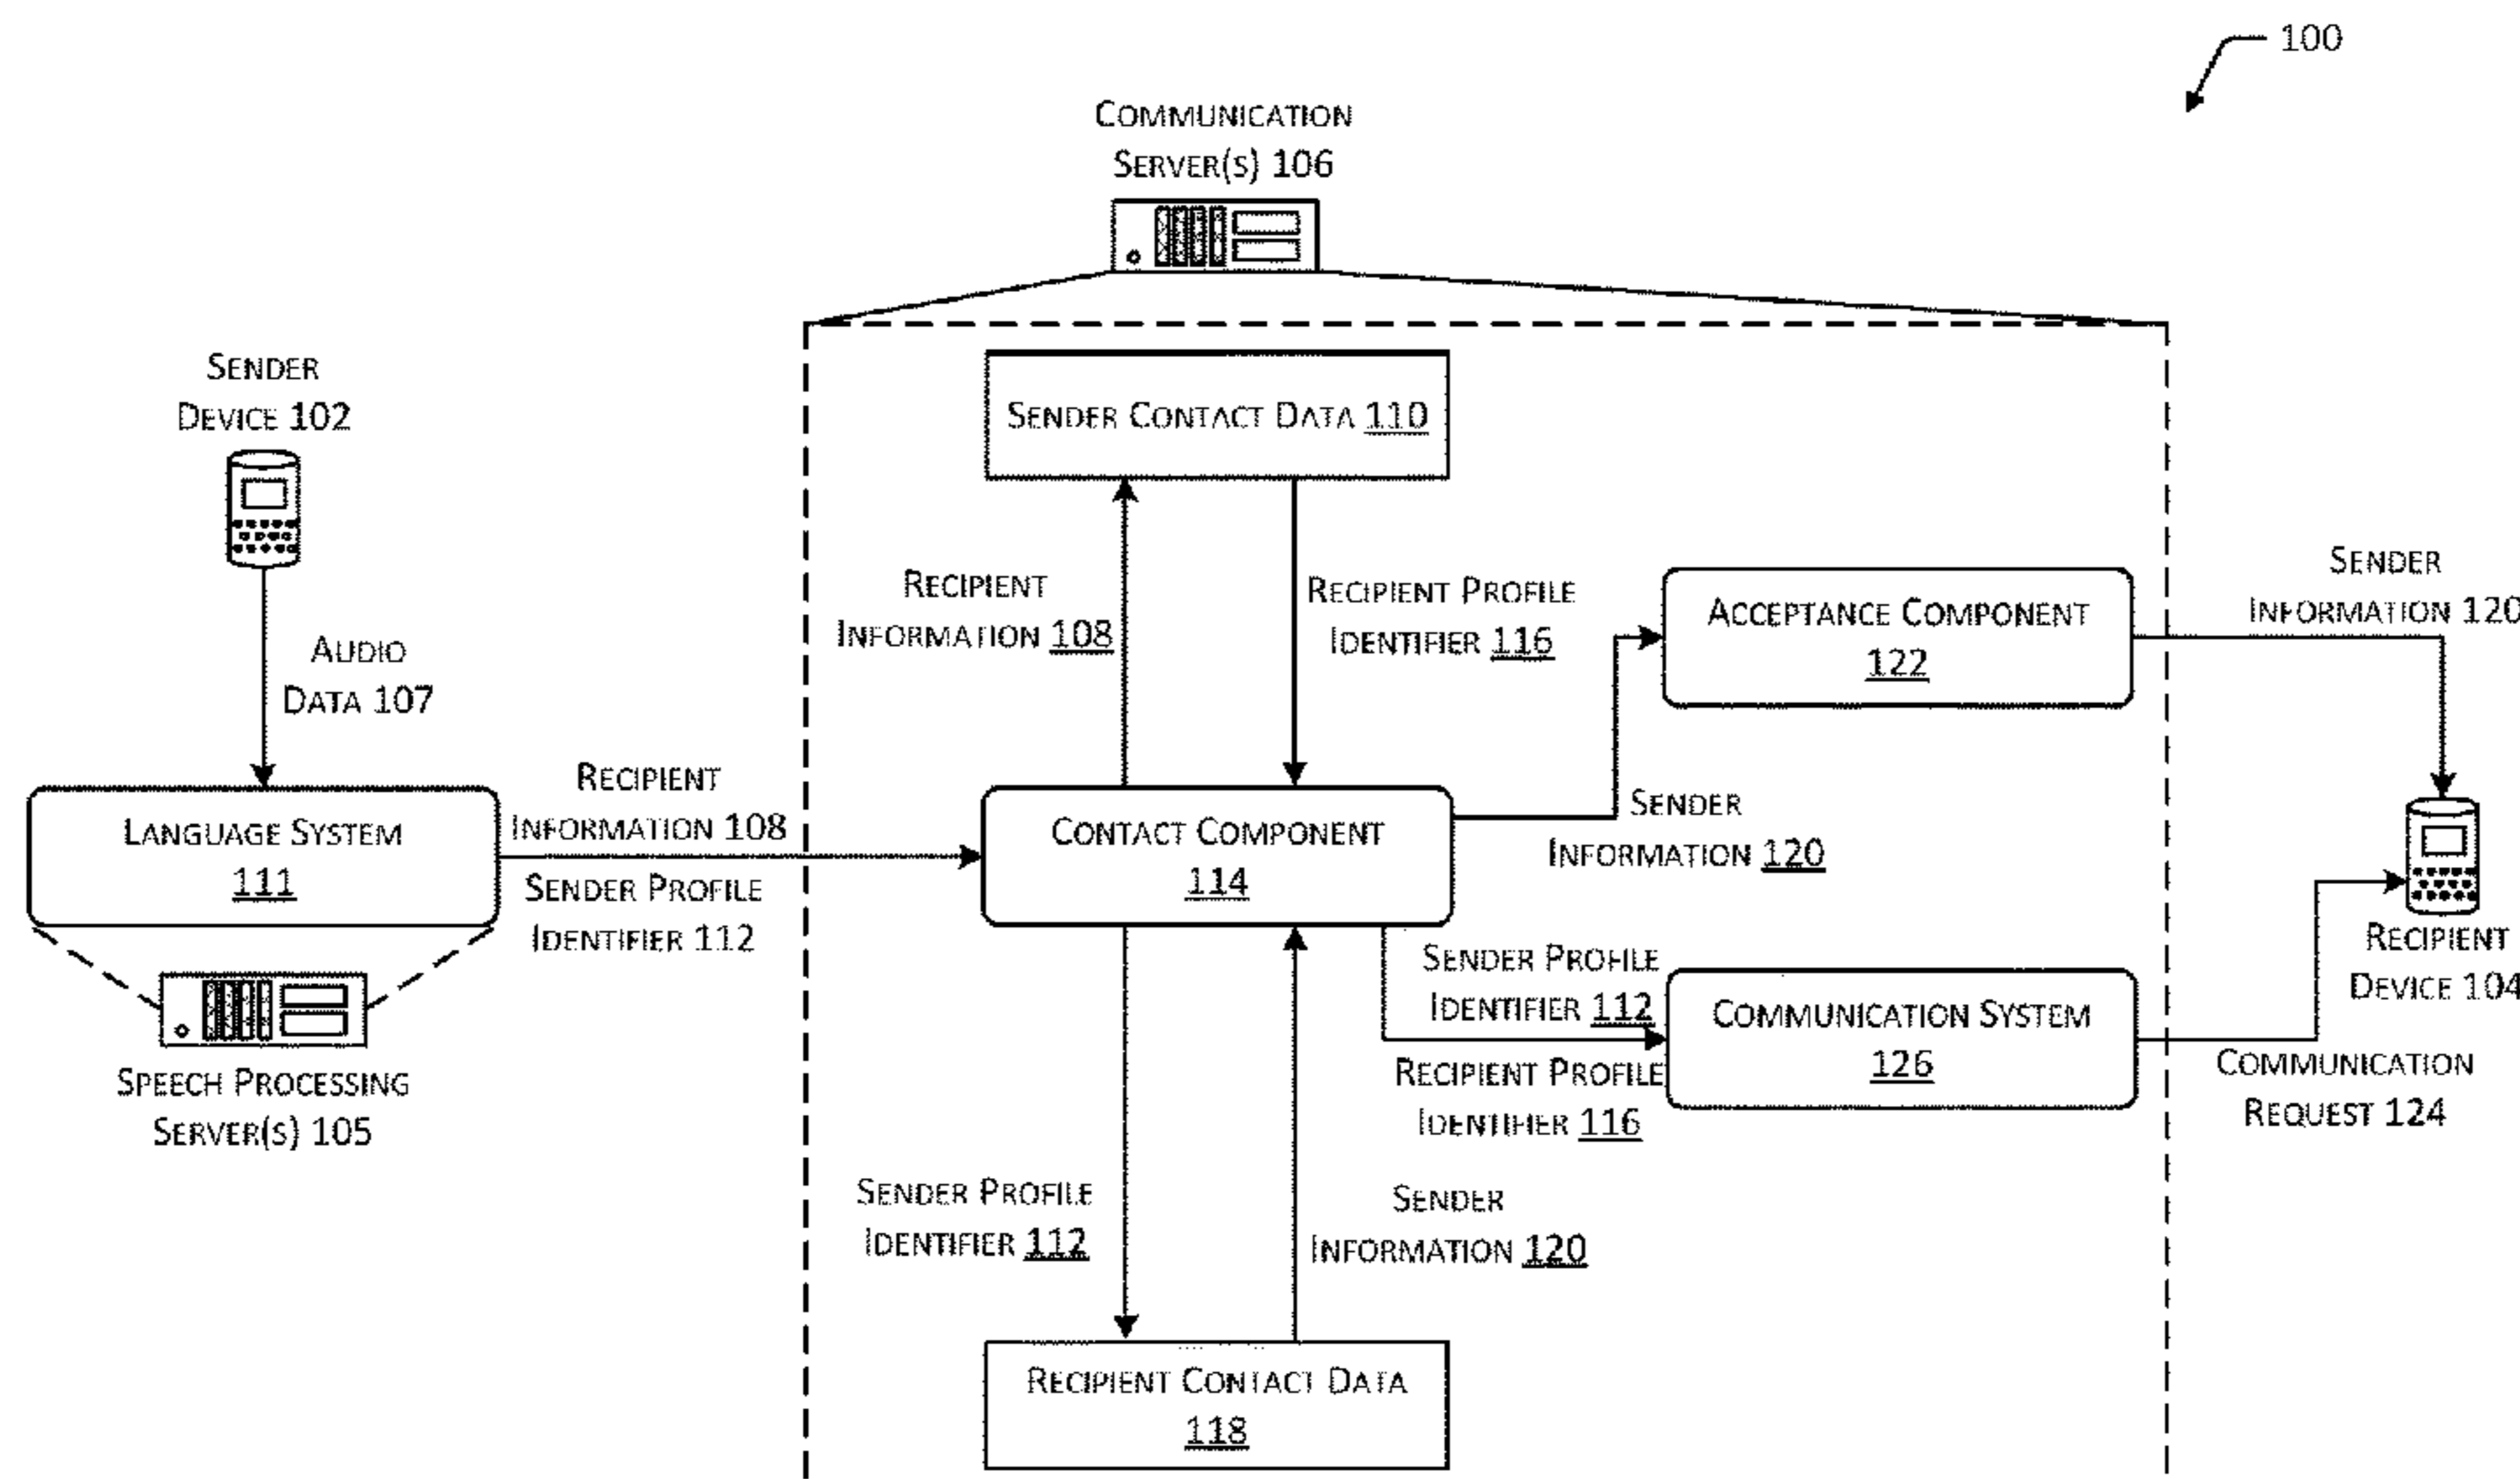 100
COMMUNICATION
SERVER(S) 106
SENDER
DEVICE 102
SENDER CONTACT DATA 110
AUDIO
DATA 107
RECIPIENT
INFORMATION 108
RECIPIENT PROFILE
IDENTIFIER 116
ACCEPTANCE COMPONENT
122
SENDER
INFORMATION 120
LANGUAGE SYSTEM
111
RECIPIENT
INFORMATION 108
SENDER PROFILE
IDENTIFIER 112
CONTACT COMPONENT
114
SENDER
INFORMATION 120
RECIPIENT
DEVICE 104
SPEECH PROCESSING
SERVER(S) 105
SENDER PROFILE
IDENTIFIER 112
RECIPIENT PROFILE
IDENTIFIER 116
COMMUNICATION SYSTEM
126
COMMUNICATION
REQUEST 124
SENDER PROFILE
IDENTIFIER 112
SENDER
INFORMATION 120
RECIPIENT CONTACT DATA
118